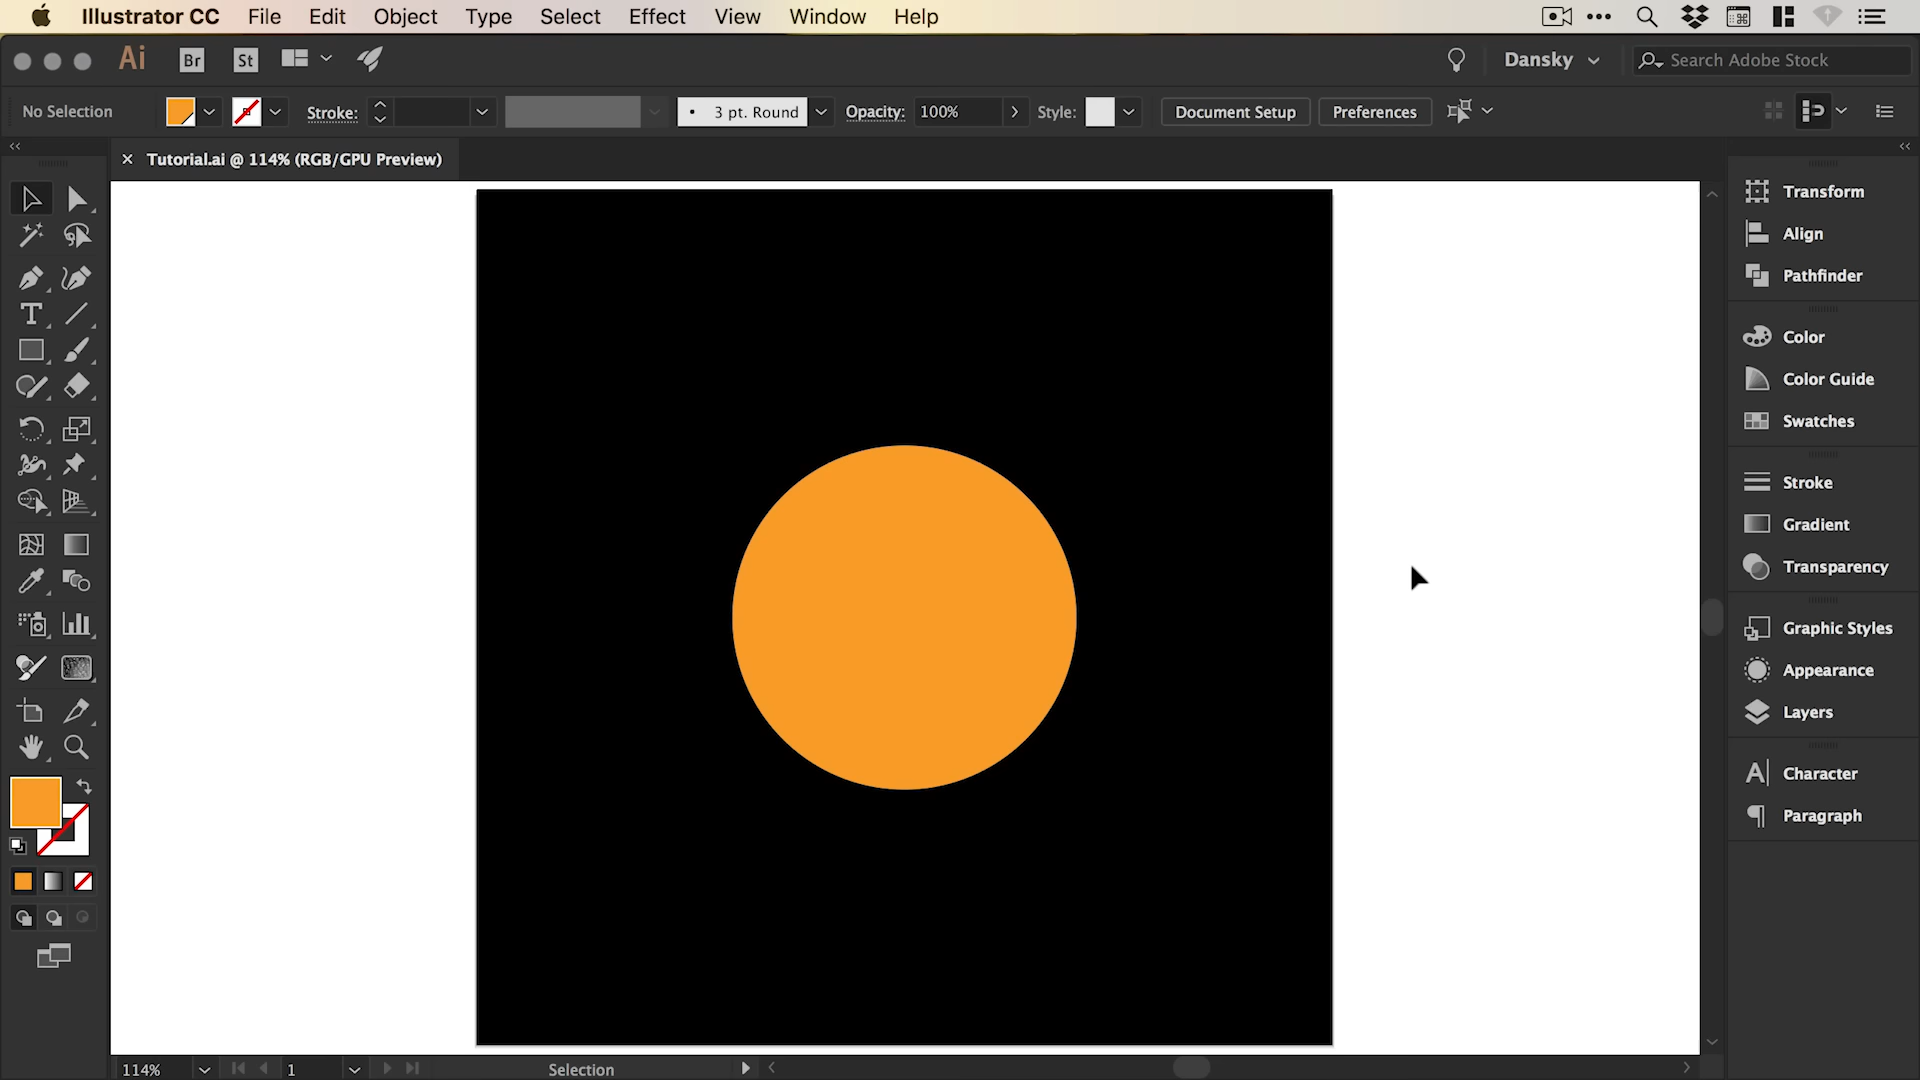 Illustrator CC File Edit Object Type Select Effect View Window Help
Ai Br St Dansky Search Adobe Stock
No Selection Stroke: 3 pt. Round Opacity: 100% Style: Document Setup Preferences
Tutorial.ai @ 114% (RGB/GPU Preview)
Transform
Align
Pathfinder
Color
Color Guide
Swatches
Stroke
Gradient
Transparency
Graphic Styles
Appearance
Layers
Character
Paragraph
114% 1 Selection